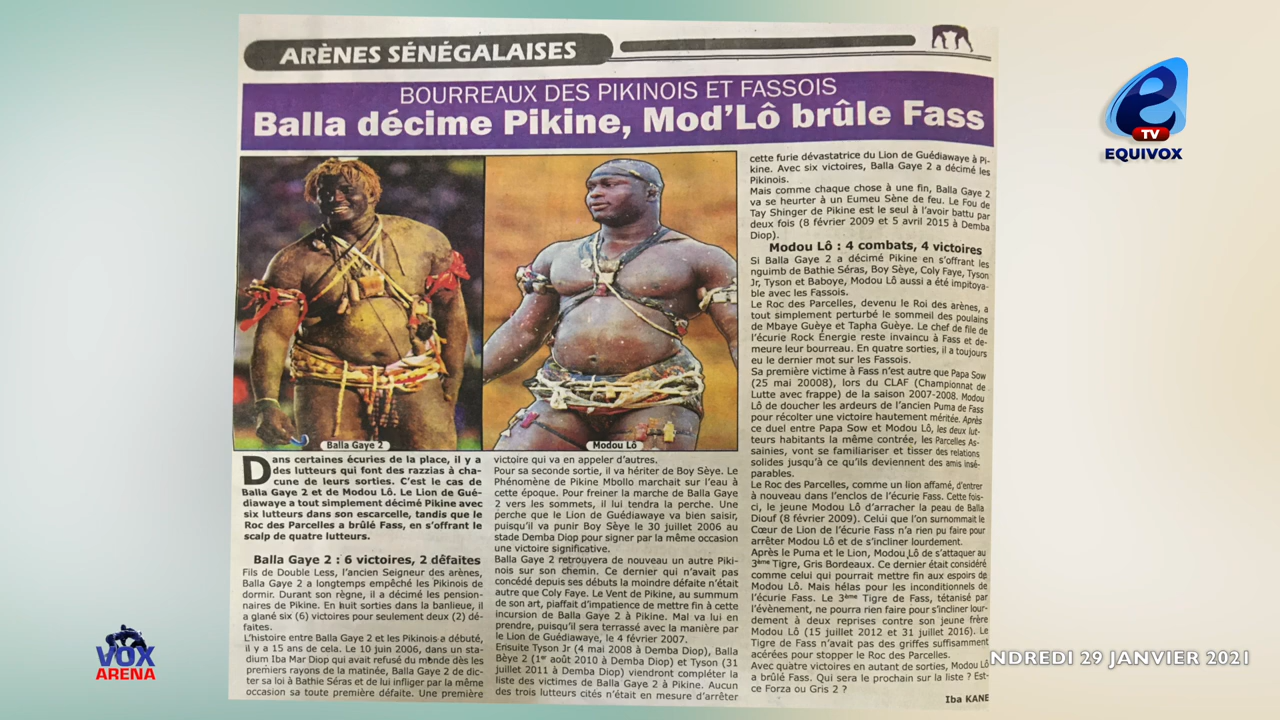 ARÈNES SÉNÉGALAISES
BOURREAUX DES PIKINOIS ET FASSOIS
Balla décime Pikine, Mod'Lô brûle Fass
Balla Gaye 2
Modou Lô
Dans certaines écuries de la place, il y a
des lutteurs qui font des razzias à cha-
cune de leurs sorties. C'est le cas de
Balla Gaye 2 et de Modou Lô. Le Lion de Gué-
diawaye a tout simplement décimé Pikine avec
six lutteurs dans son escarcelle, tandis que le
Roc des Parcelles a brûlé Fass, en s'offrant le
scalp de quatre lutteurs.
Balla Gaye 2 : 6 victoires, 2 défaites
Fils de Double Less, l'ancien Seigneur des arènes,
Balla Gaye 2 a longtemps empêché les Pikinois de
dormir. Durant son règne, il a décimé les pension-
naires de Pikine. En huit sorties dans la banlieue, il
a glané six (6) victoires pour seulement deux (2) dé-
faites.
L'histoire entre Balla Gaye 2 et les Pikinois a débuté,
il y a 15 ans de cela. Le 10 juin 2006, dans un sta-
dium Iba Mar Diop qui avait refusé du monde dès les
premiers rayons de la matinée, Balla Gaye 2 de dic-
ter sa loi à Bathie Séras et de lui infliger par la même
occasion sa toute première défaite. Une première
victoire qui va en appeler d'autres.
Pour sa seconde sortie, il va hériter de Boy Sèye. Le
Phénomène de Pikine Mbollo marchait sur l'eau à
cette époque. Pour freiner la marche de Balla Gaye
2 vers les sommets, il lui tendra la perche. Une
perche que le Lion de Guédiawaye va bien saisir,
puisqu'il va punir Boy Sèye le 30 juillet 2006 au
stade Demba Diop pour signer par la même occasion
une victoire significative.
Balla Gaye 2 retrouvera de nouveau un autre Piki-
nois sur son chemin. Ce dernier qui n'avait pas
concédé depuis ses débuts la moindre défaite n'était
autre que Coly Faye. Le Vent de Pikine, au summum
de son art, piaffait d'impatience de mettre fin à cette
incursion de Balla Gaye 2 à Pikine. Mal va lui en
prendre, puisqu'il sera terrassé avec la manière par
le Lion de Guédiawaye, le 4 février 2007.
Ensuite Tyson Jr (4 mai 2008 à Demba Diop), Balla
Bèye 2 (1er août 2010 à Demba Diop) et Tyson (31
juillet 2011 à Demba Diop) viendront compléter la
liste des victimes de Balla Gaye 2 à Pikine. Aucun
des trois lutteurs cités n'était en mesure d'arrêter
cette furie dévastatrice du Lion de Guédiawaye à Pi-
kine. Avec six victoires, Balla Gaye 2 a décimé les
Pikinois.
Mais comme chaque chose à une fin, Balla Gaye 2
va se heurter à un Eumeu Sène de feu. Le Fou de
Tay Shinger de Pikine est le seul à l'avoir battu par
deux fois (8 février 2009 et 5 avril 2015 à Demba
Diop).
Modou Lô : 4 combats, 4 victoires
Si Balla Gaye 2 a décimé Pikine en s'offrant les
nguimb de Bathie Séras, Boy Sèye, Coly Faye, Tyson
Jr, Tyson et Baboye, Modou Lô aussi a été impitoya-
ble avec les Fassois.
Le Roc des Parcelles, devenu le Roi des arènes, a
tout simplement perturbé le sommeil des poulains
de Mbaye Guèye et Tapha Guèye. Le chef de file de
l'écurie Rock Énergie reste invaincu à Fass et de-
meure leur bourreau. En quatre sorties, il a toujours
eu le dernier mot sur les Fassois.
Sa première victime à Fass n'est autre que Papa Sow
(25 mai 20008), lors du CLAF (Championnat de
Lutte avec frappe) de la saison 2007-2008. Modou
Lô de doucher les ardeurs de l'ancien Puma de Fass
pour récolter une victoire hautement méritée. Après
ce duel entre Papa Sow et Modou Lô, les deux lut-
teurs habitants la même contrée, les Parcelles As-
sainies, vont se familiariser et tisser des relations
solides jusqu'à ce qu'ils deviennent des amis insé-
parables.
Le Roc des Parcelles, comme un lion affamé, d'entrer
à nouveau dans l'enclos de l'écurie Fass. Cette fois-
ci, le jeune Modou Lô d'arracher la peau de Balla
Diouf (8 février 2009). Celui que l'on surnommait le
Cœur de Lion de l'écurie Fass n'a rien pu faire pour
arrêter Modou Lô et de s'incliner lourdement.
Après le Puma et le Lion, Modou Lô de s'attaquer au
3ème Tigre, Gris Bordeaux. Ce dernier était considéré
comme celui qui pourrait mettre fin aux espoirs de
Modou Lô. Mais hélas pour les inconditionnels de
l'écurie Fass. Le 3ème Tigre de Fass, tétanisé par
l'évènement, ne pourra rien faire pour s'incliner lour-
dement à deux reprises contre son jeune frère
Modou Lô (15 juillet 2012 et 31 juillet 2016). Le
Tigre de Fass n'avait pas des griffes suffisamment
acérées pour stopper le Roc des Parcelles.
Avec quatre victoires en autant de sorties, Modou Lô
a brûlé Fass. Qui sera le prochain sur la liste ? Est-
ce Forza ou Gris 2 ?
Iba KANE
e
TV
EQUIVOX
VOX
ARENA
NDREDI 29 JANVIER 2021